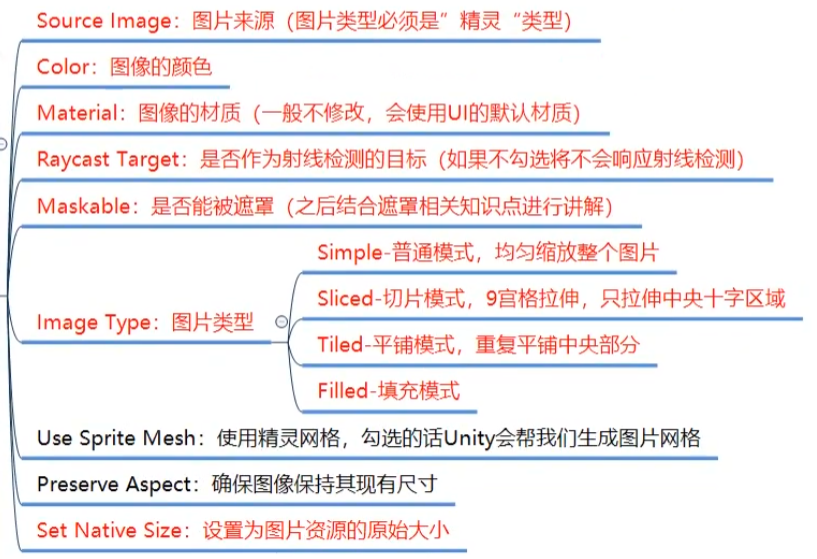 Source Image：图片来源（图片类型必须是”精灵“类型）
Color：图像的颜色
Material：图像的材质（一般不修改，会使用UI的默认材质）
Raycast Target：是否作为射线检测的目标（如果不勾选将不会响应射线检测）
Maskable：是否能被遮罩（之后结合遮罩相关知识点进行讲解）
Image Type：图片类型
Simple-普通模式，均匀缩放整个图片
Sliced-切片模式，9宫格拉伸，只拉伸中央十字区域
Tiled-平铺模式，重复平铺中央部分
Filled-填充模式
Use Sprite Mesh：使用精灵网格，勾选的话Unity会帮我们生成图片网格
Preserve Aspect：确保图像保持其现有尺寸
Set Native Size：设置为图片资源的原始大小